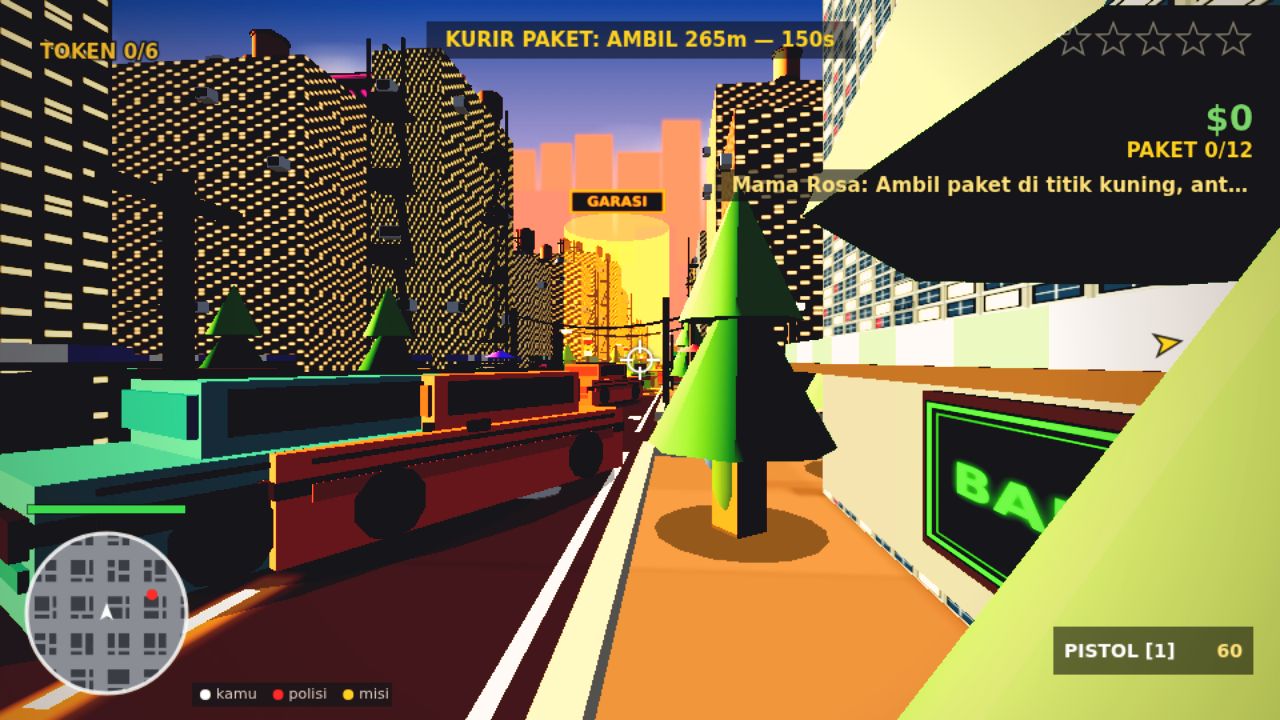 TOKEN 0/6
KURIR PAKET: AMBIL 265m — 150s
$0
PAKET 0/12
Mama Rosa: Ambil paket di titik kuning, ant...
GARASI
PISTOL [1] 60
kamu polisi misi